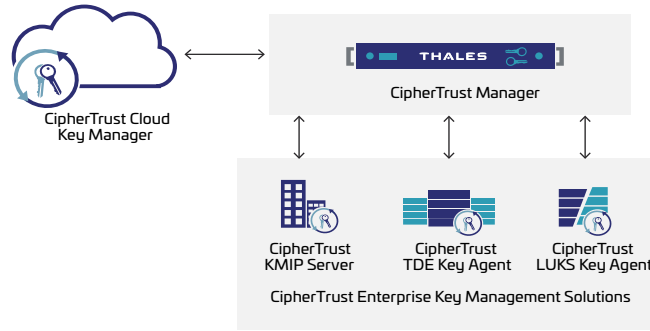 THALES
CipherTrust Manager
CipherTrust Cloud
Key Manager
CipherTrust
KMIP Server
CipherTrust
TDE Key Agent
CipherTrust
LUKS Key Agent
CipherTrust Enterprise Key Management Solutions